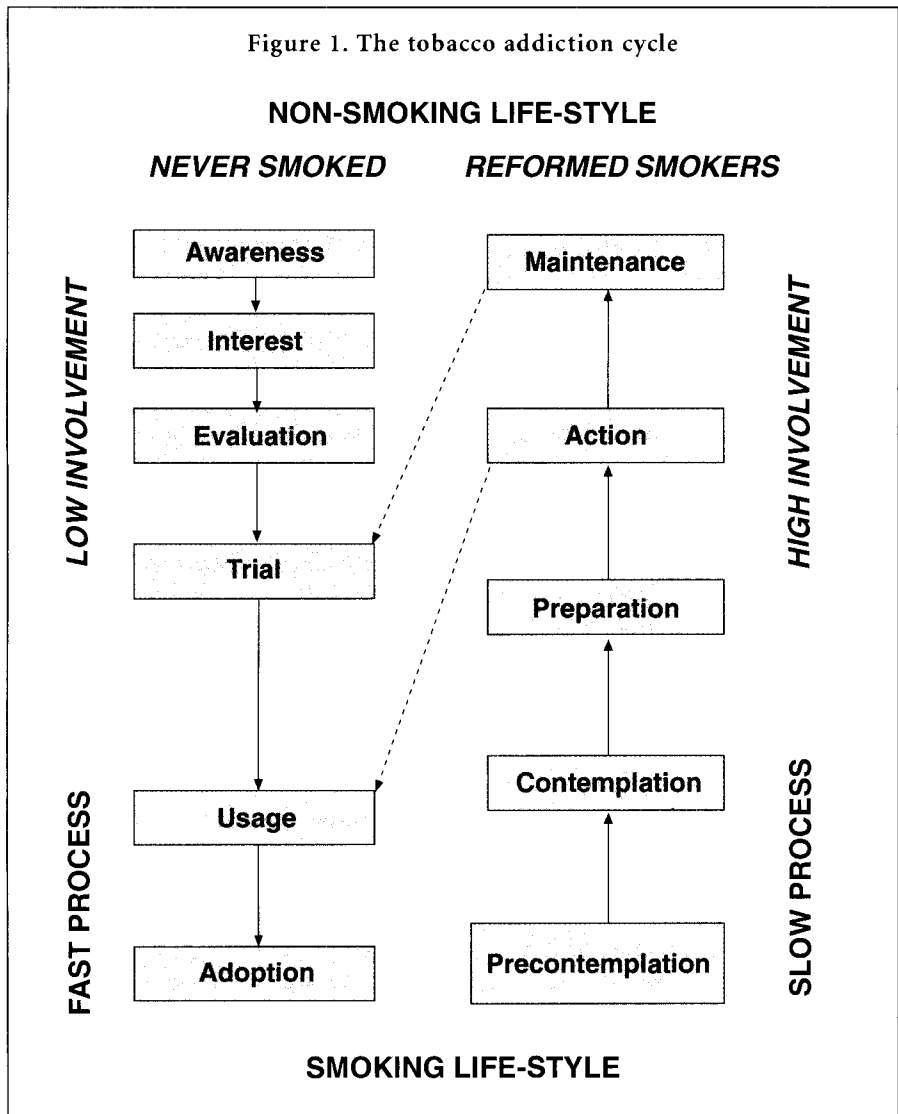 Figure 1. The tobacco addiction cycle
NON-SMOKING LIFE-STYLE
NEVER SMOKED
REFORMED SMOKERS
LOW INVOLVEMENT
FAST PROCESS
Awareness
Interest
Evaluation
Trial
Usage
Adoption
Maintenance
Action
Preparation
Contemplation
Precontemplation
HIGH INVOLVEMENT
SLOW PROCESS
SMOKING LIFE-STYLE